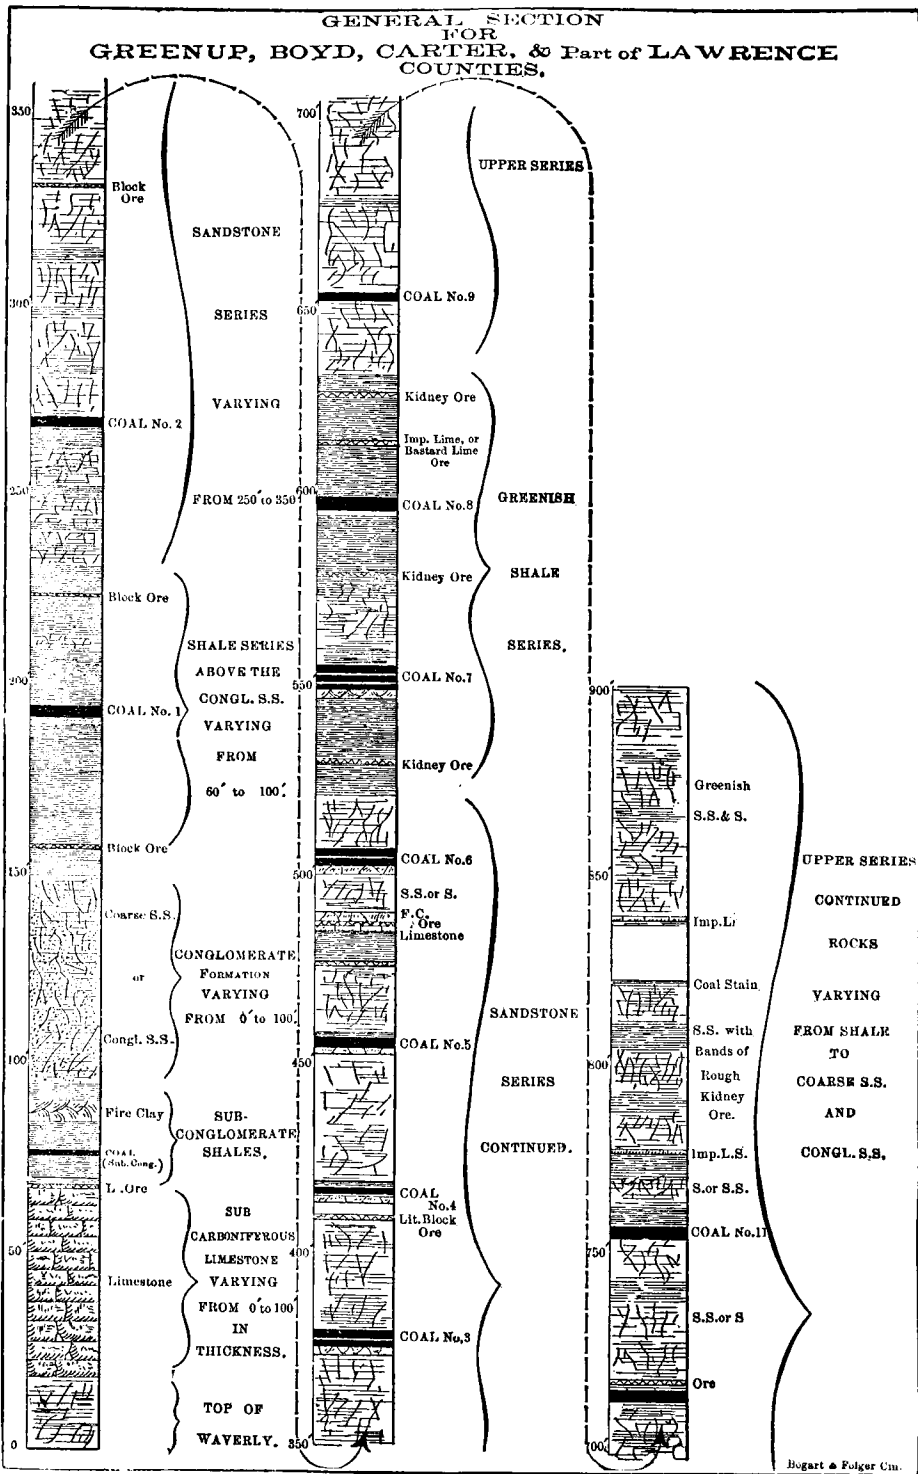 GENERAL SECTION
FOR
GREENUP, BOYD, CARTER, & Part of LAWRENCE
COUNTIES.
350'
Block
Ore
SANDSTONE
300'
SERIES
VARYING
COAL No. 2
250'
FROM 250' to 350'
Block Ore
SHALE SERIES
ABOVE THE
200'
CONGL. S.S.
COAL No. 1
VARYING
FROM
60' to 100'.
Block Ore
150'
Coarse S.S.
or
Congl. S.S.
CONGLOMERATE
FORMATION
VARYING
FROM 0' to 100'
100'
Fire Clay
COAL
(Sub. Cong.)
SUB-
CONGLOMERATE
SHALES.
L. Ore
SUB
CARBONIFEROUS
LIMESTONE
50'
Limestone
VARYING
FROM 0' to 100'
IN
THICKNESS.
TOP OF
WAVERLY.
0
700'
UPPER SERIES
COAL No. 9
650'
Kidney Ore
Imp. Lime, or
Bastard Lime
Ore
600'
COAL No. 8
GREENISH
Kidney Ore
SHALE
SERIES.
COAL No. 7
550'
Kidney Ore
COAL No. 6
500'
S.S. or S.
F.C.
Ore
Limestone
SANDSTONE
COAL No. 5
450'
SERIES
CONTINUED.
COAL
No. 4
Lit. Block
Ore
400'
COAL No. 3
350'
900'
Greenish
S.S. & S.
850'
UPPER SERIES
CONTINUED
ROCKS
Imp. Li
Coal Stain
VARYING
S.S. with
Bands of
Rough
Kidney
Ore.
FROM SHALE
TO
COARSE S.S.
AND
CONGL. S.S.
800'
Imp. L.S.
S. or S.S.
COAL No. 11
750'
S.S. or S
Ore
700'
Bogart & Folger Cin.